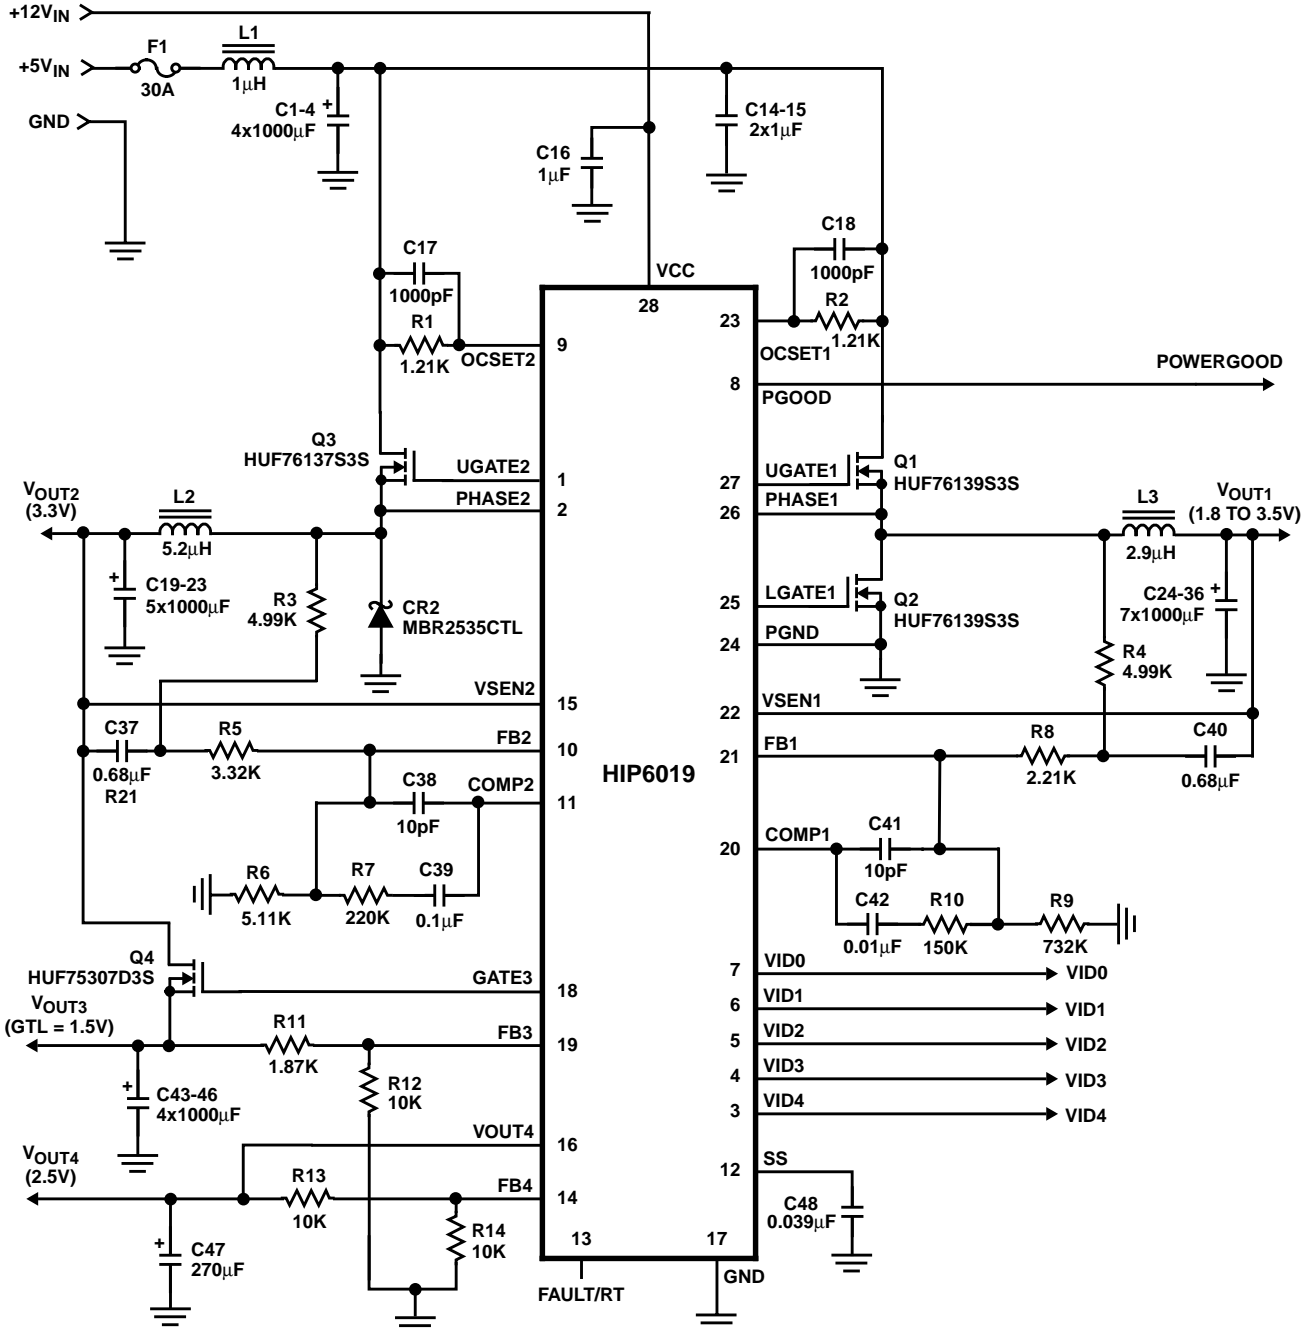 +12VIN
+5VIN
F1
30A
L1
1μH
GND
C1-4
4x1000μF
+
C16
1μF
C14-15
2x1μF
C17
1000pF
R1
1.21K
OCSET2
9
VCC
28
C18
1000pF
R2
1.21K
23
OCSET1
8
PGOOD
POWERGOOD
Q3
HUF76137S3S
UGATE2
1
PHASE2
2
27
UGATE1
26
PHASE1
Q1
HUF76139S3S
VOUT2
(3.3V)
L2
5.2μH
L3
2.9μH
VOUT1
(1.8 TO 3.5V)
+
C19-23
5x1000μF
R3
4.99K
CR2
MBR2535CTL
25
LGATE1
24
PGND
Q2
HUF76139S3S
C24-36
7x1000μF
+
R4
4.99K
VSEN2
15
22
VSEN1
C37
0.68μF
R21
R5
3.32K
FB2
10
21
FB1
R8
2.21K
C40
0.68μF
HIP6019
C38
10pF
COMP2
11
20
COMP1
C41
10pF
R6
5.11K
R7
220K
C39
0.1μF
C42
0.01μF
R10
150K
R9
732K
Q4
HUF75307D3S
GATE3
18
7
VID0
VID0
6
VID1
VID1
5
VID2
VID2
4
VID3
VID3
3
VID4
VID4
VOUT3
(GTL = 1.5V)
R11
1.87K
FB3
19
+
C43-46
4x1000μF
R12
10K
VOUT4
16
VOUT4
(2.5V)
R13
10K
FB4
14
12
SS
C48
0.039μF
+
C47
270μF
R14
10K
13
FAULT/RT
17
GND